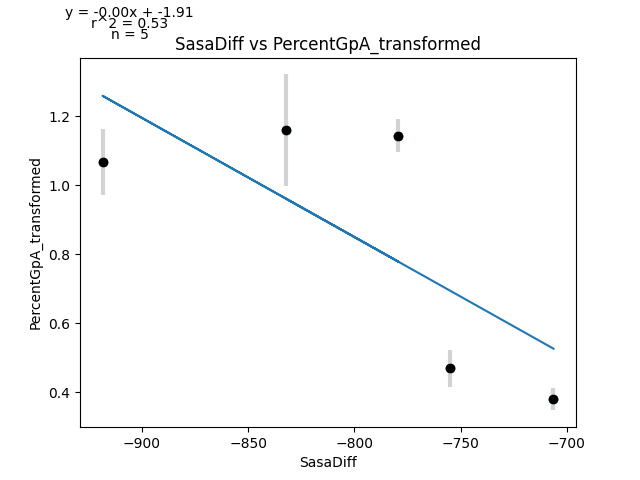 y = -0.00x + -1.91
r^2 = 0.53
n = 5
SasaDiff vs PercentGpA_transformed
PercentGpA_transformed
1.2
1.0
0.8
0.6
0.4
−900
−850
−800
−750
−700
SasaDiff